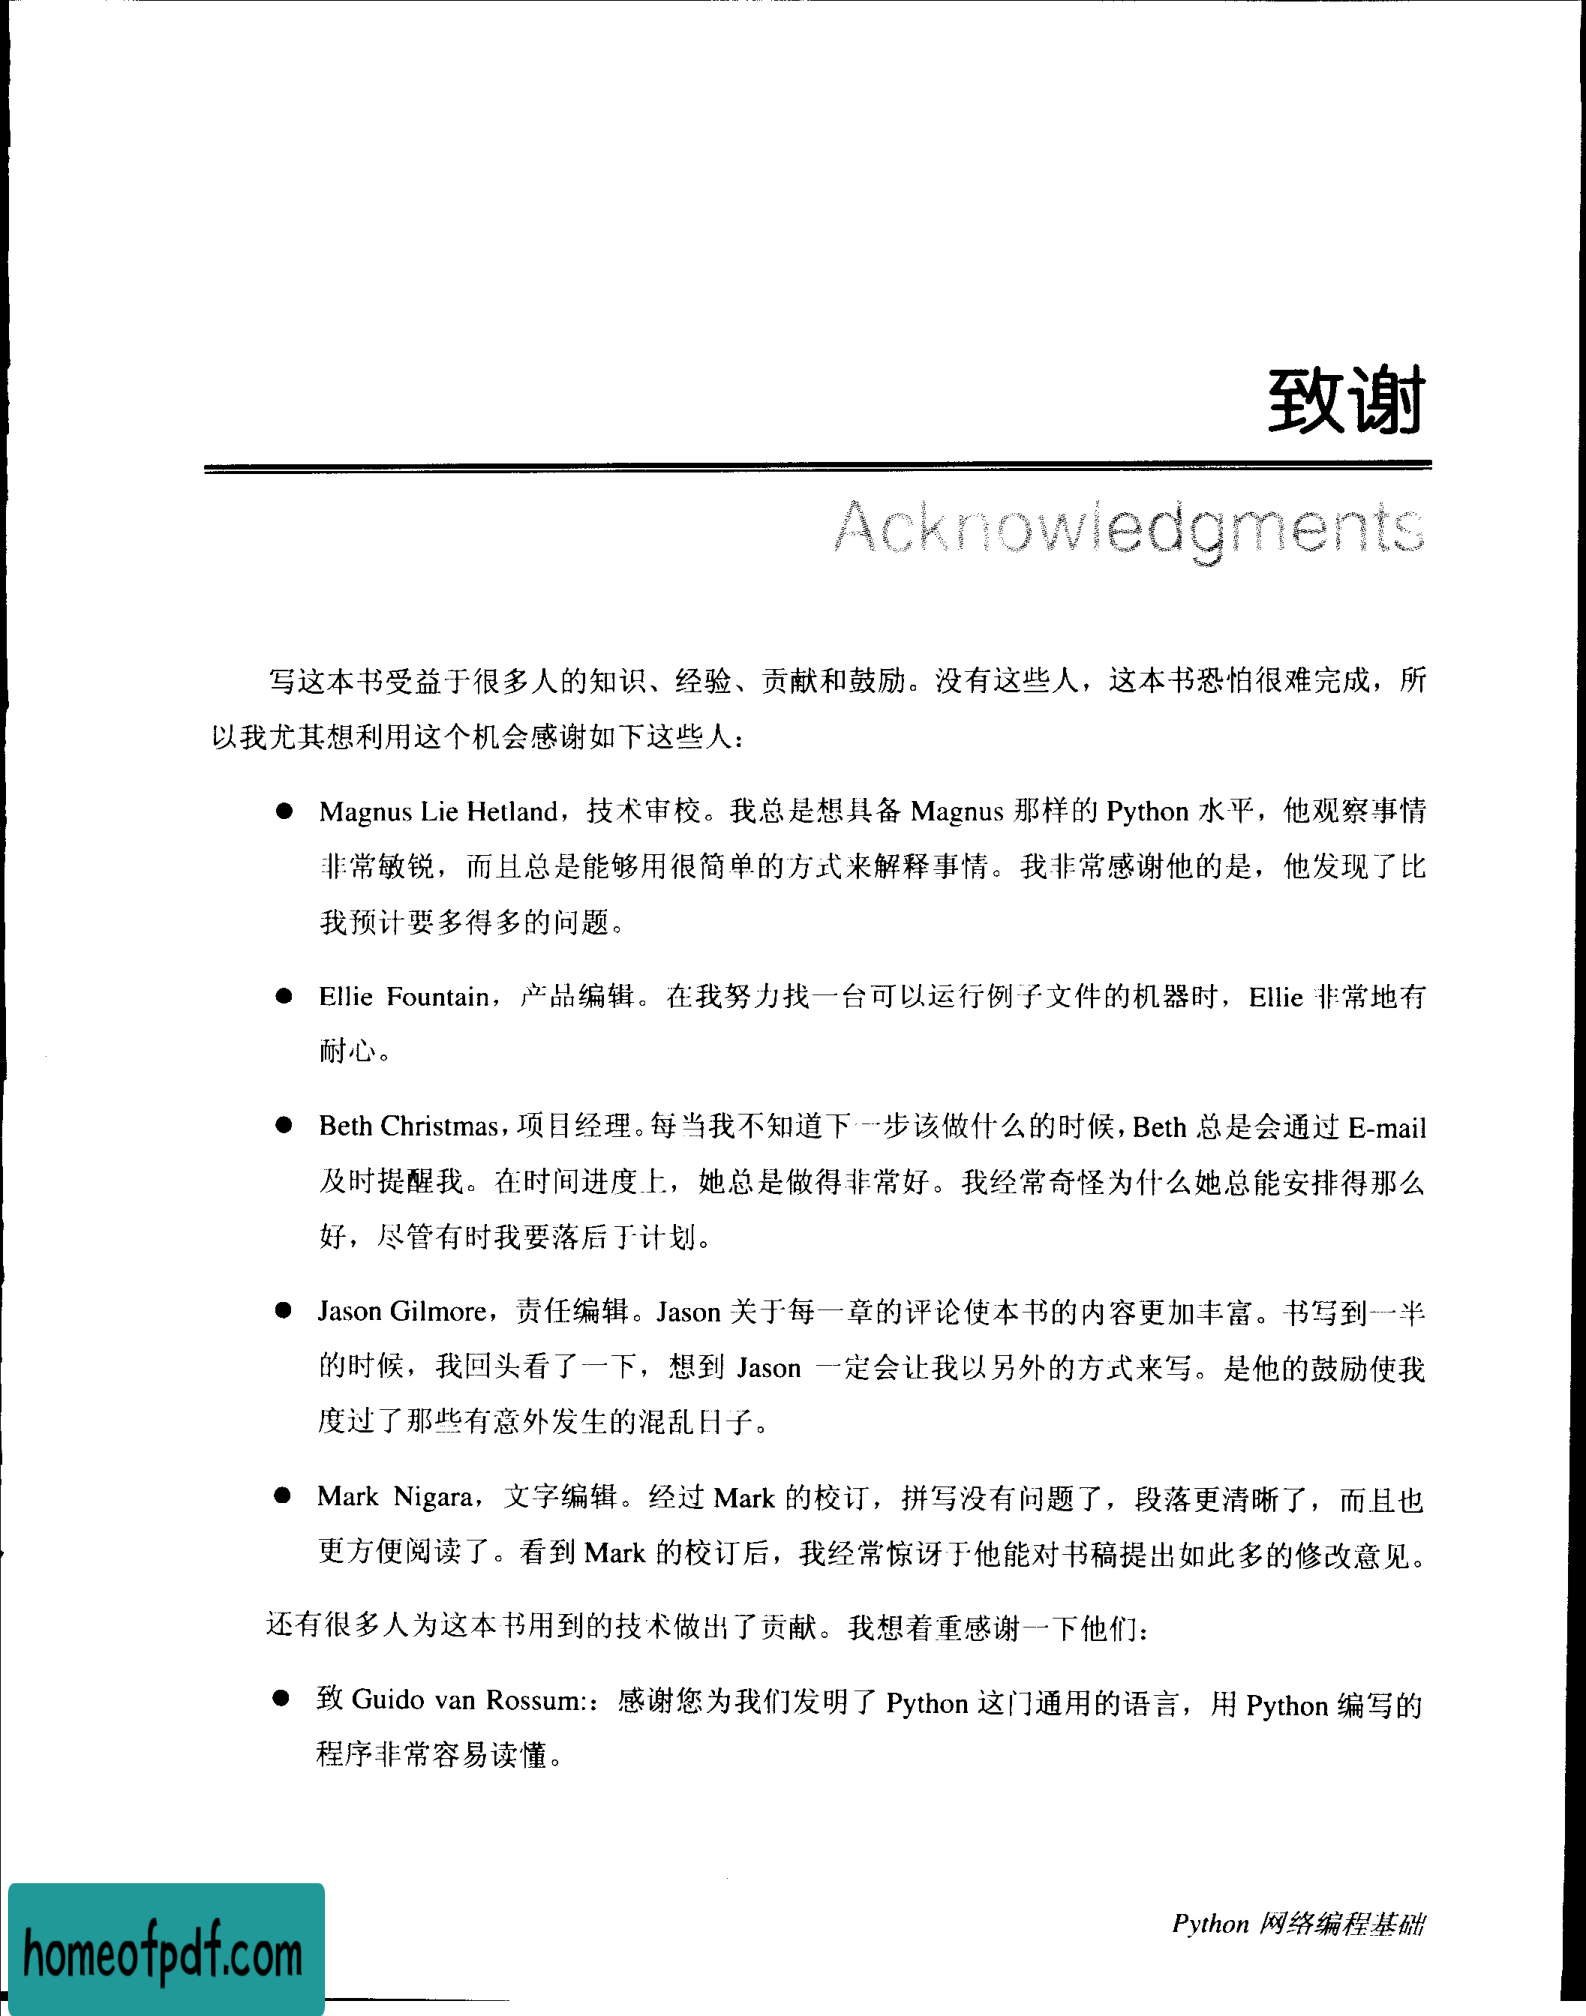 致谢
Acknowledgments
写这本书受益于很多人的知识、经验、贡献和鼓励。没有这些人，这本书恐怕很难完成，所
以我尤其想利用这个机会感谢如下这些人：
● Magnus Lie Hetland，技术审校。我总是想具备 Magnus 那样的 Python 水平，他观察事情
非常敏锐，而且总是能够用很简单的方式来解释事情。我非常感谢他的是，他发现了比
我预计要多得多的问题。
● Ellie Fountain，产品编辑。在我努力找一台可以运行例子文件的机器时，Ellie 非常地有
耐心。
● Beth Christmas，项目经理。每当我不知道下一步该做什么的时候，Beth 总是会通过 E-mail
及时提醒我。在时间进度上，她总是做得非常好。我经常奇怪为什么她总能安排得那么
好，尽管有时我要落后于计划。
● Jason Gilmore，责任编辑。Jason 关于每一章的评论使本书的内容更加丰富。书写到一半
的时候，我回头看了一下，想到 Jason 一定会让我以另外的方式来写。是他的鼓励使我
度过了那些有意外发生的混乱日子。
● Mark Nigara，文字编辑。经过 Mark 的校订，拼写没有问题了，段落更清晰了，而且也
更方便阅读了。看到 Mark 的校订后，我经常惊讶于他能对书稿提出如此多的修改意见。
还有很多人为这本书用到的技术做出了贡献。我想着重感谢一下他们：
● 致 Guido van Rossum:：感谢您为我们发明了 Python 这门通用的语言，用 Python 编写的
程序非常容易读懂。
Python 网络编程基础
homeofpdf.com